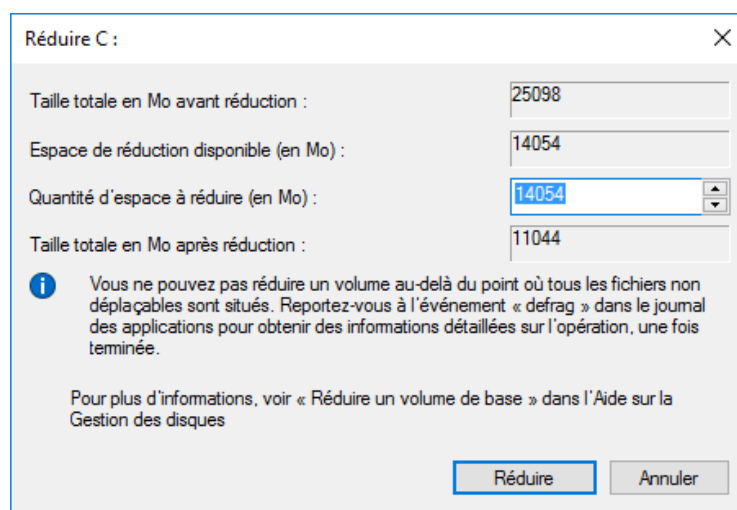 Réduire C :
Taille totale en Mo avant réduction :
25098
Espace de réduction disponible (en Mo) :
14054
Quantité d'espace à réduire (en Mo) :
14054
Taille totale en Mo après réduction :
11044
Vous ne pouvez pas réduire un volume au-delà du point où tous les fichiers non
déplaçables sont situés. Reportez-vous à l'événement « defrag » dans le journal
des applications pour obtenir des informations détaillées sur l'opération, une fois
terminée.
Pour plus d'informations, voir « Réduire un volume de base » dans l'Aide sur la
Gestion des disques
Réduire
Annuler